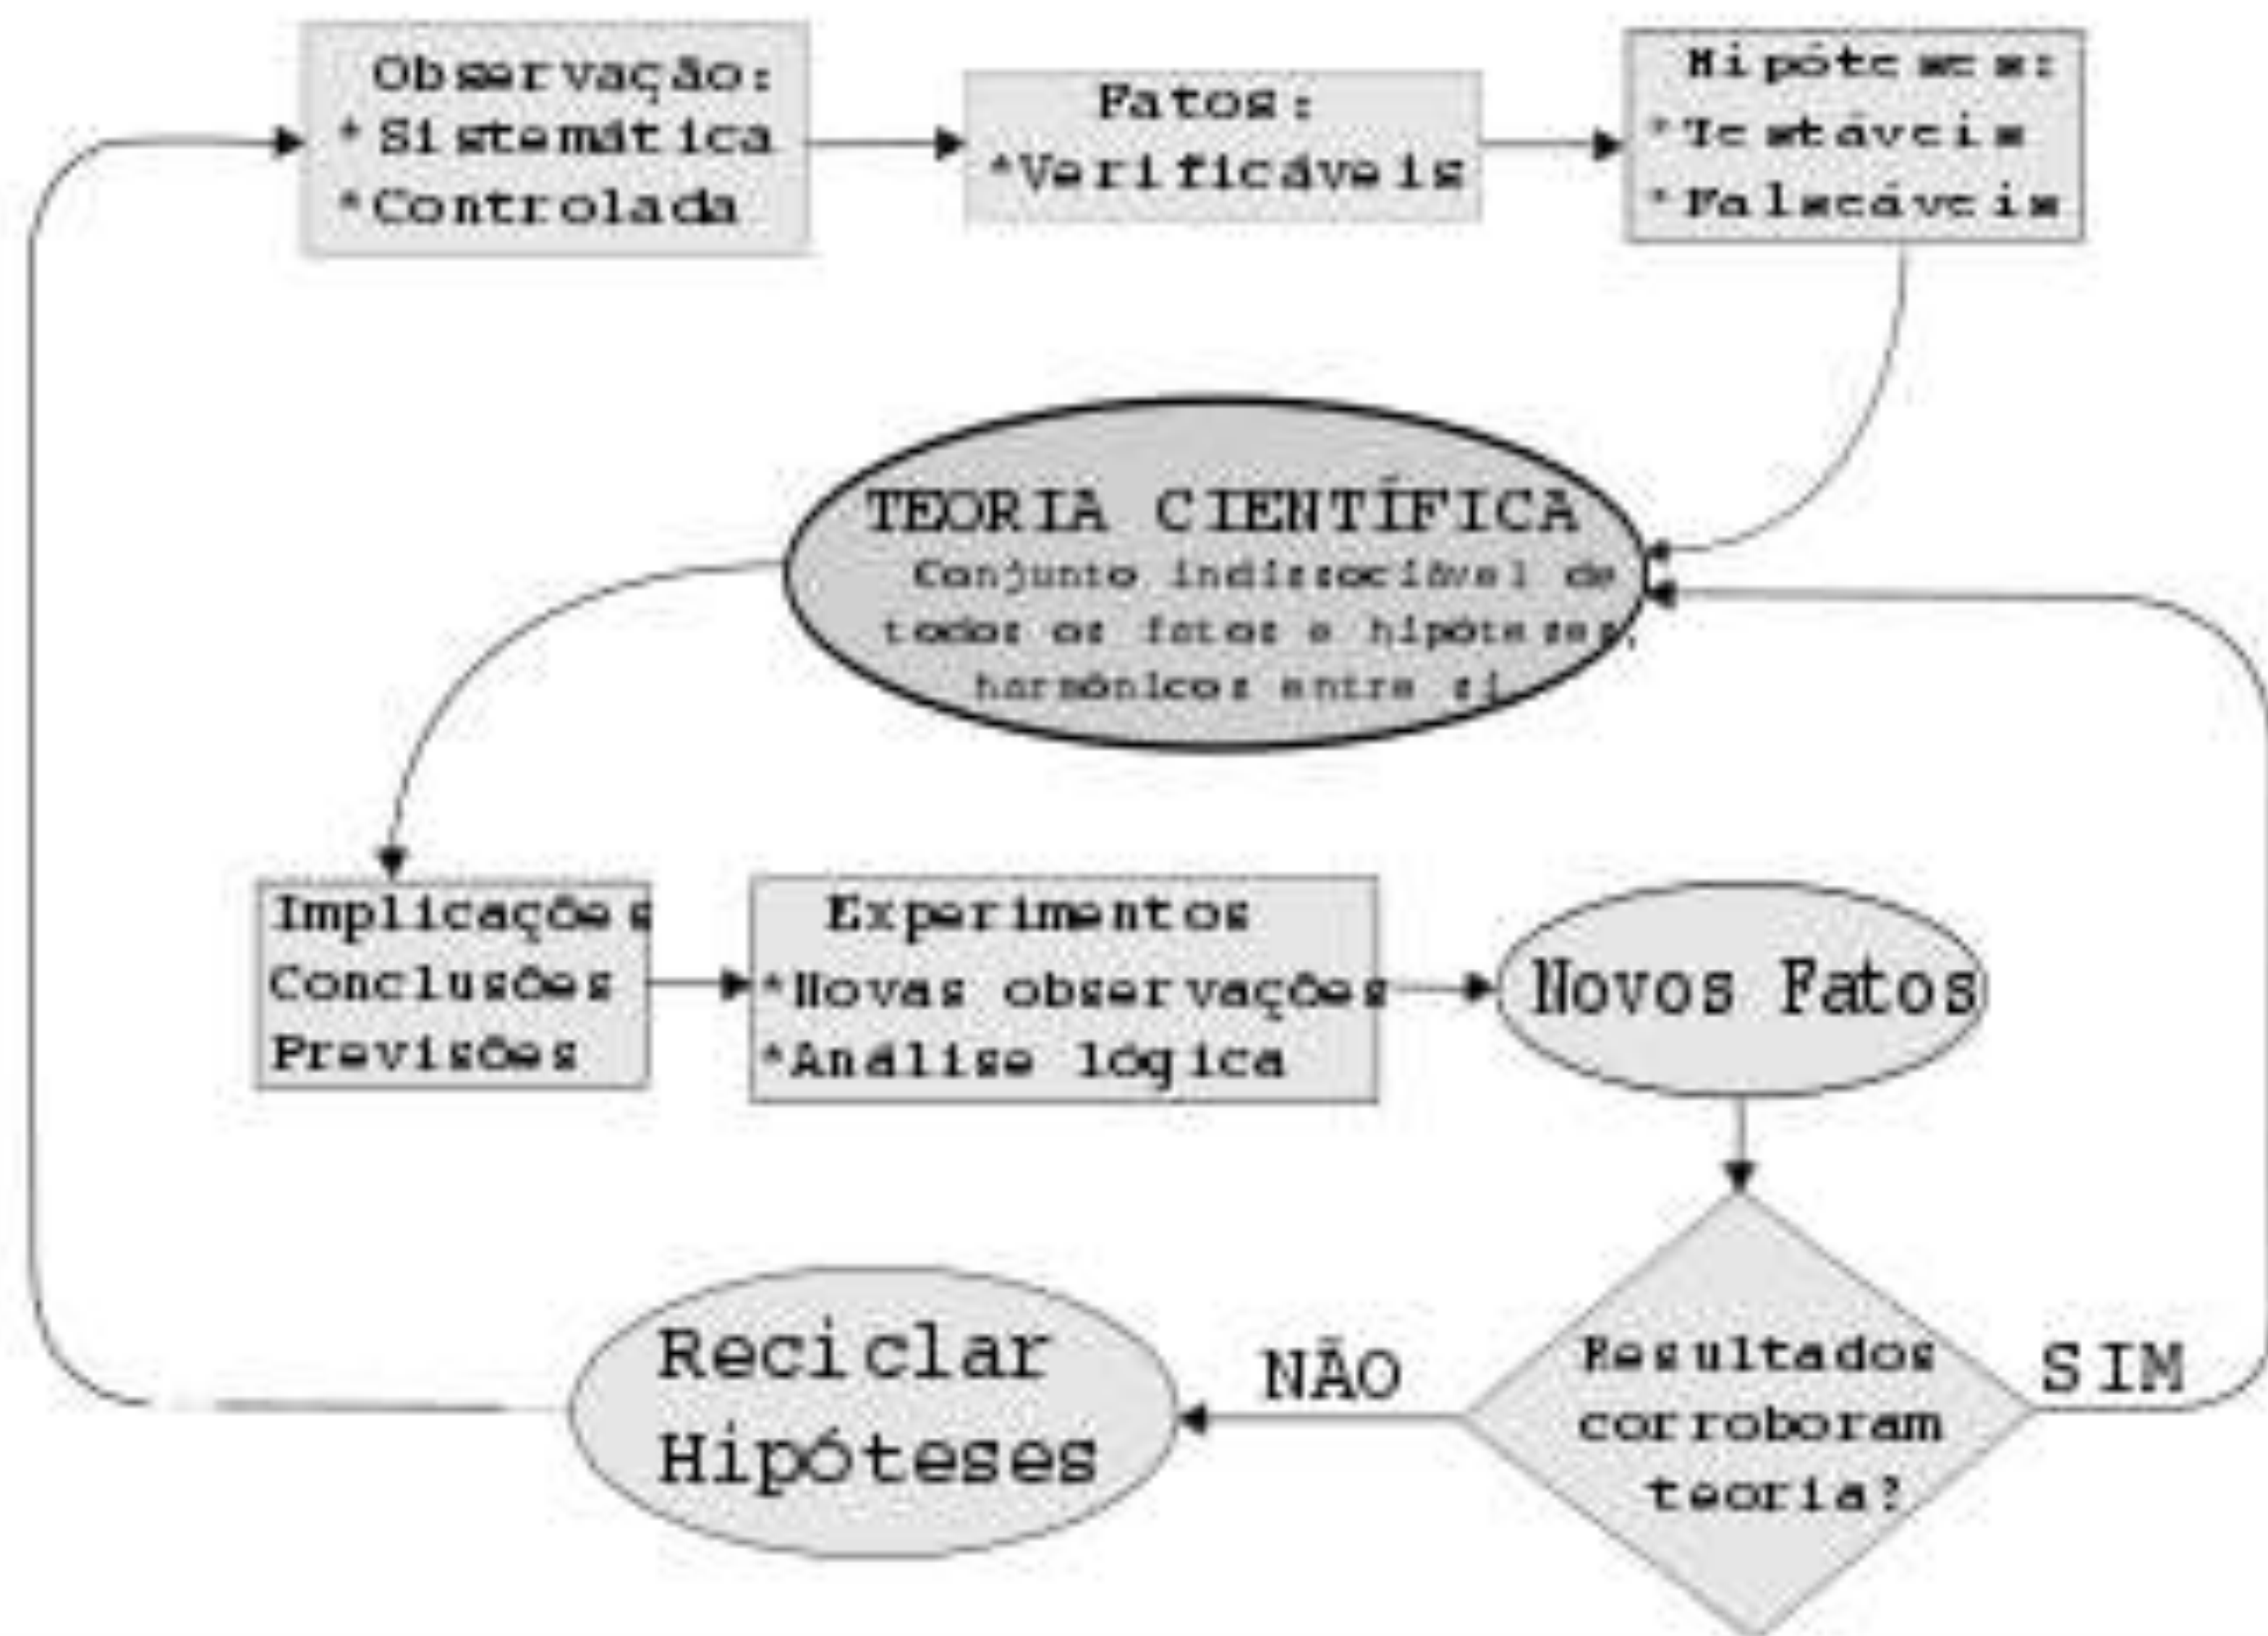 Observação:
*Sistemática
*Controlada
Fatos:
*Verificáveis
Hipóteses:
*Testáveis
*Falseáveis
TEORIA CIENTÍFICA
Conjunto indissociável de
todos os fatos e hipóteses,
harmônicos entre si
Implicações
Conclusões
Previsões
Experimentos
*Novas observações
*Análise lógica
Novos Fatos
Resultados
corroboram
teoria?
SIM
NÃO
Reciclar
Hipóteses